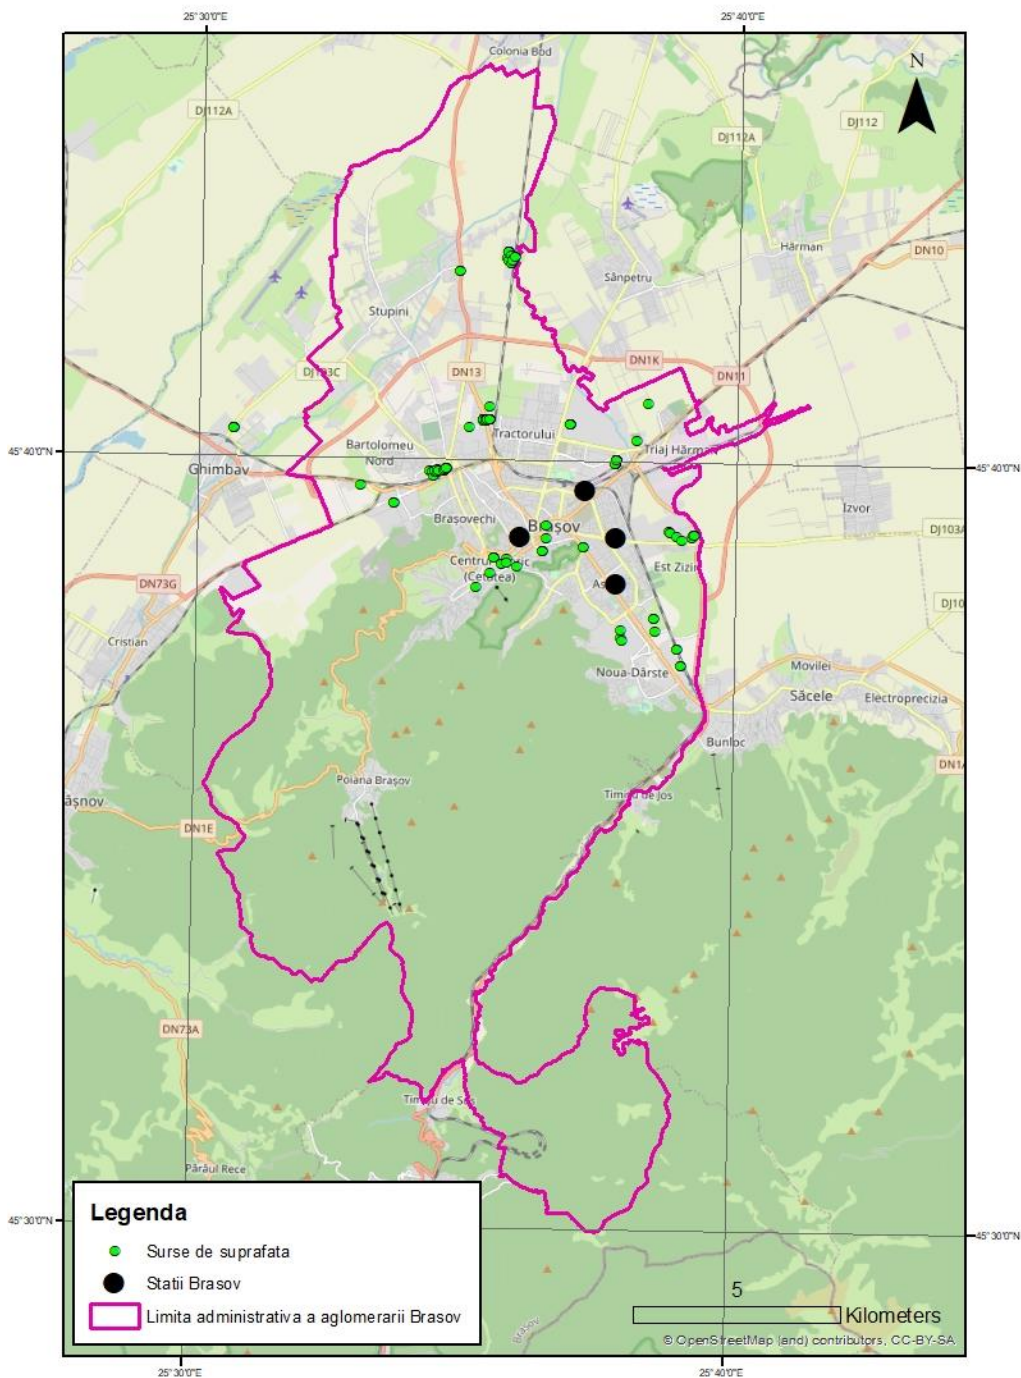 25°30'0"E
25°40'0"E
Colonia Bod
N
DJ112A
DJ112
DJ112A
Hărman
DN10
Sânpetru
Stupini
DN1K
DJ103C
DN13
DN11
Tractorului
Bartolomeu
Nord
Triaj Hărman
45°40'0"N
45°40'0"N
Ghimbav
Brașovechi
Brașov
Izvor
DJ103A
Est Zizin
(Cetatea)
DN73G
Cristian
Movilei
Noua-Dârste
Săcele
Electroprecizia
Bunloc
Poiana Brașov
Timișu de Jos
DN1A
âșnov
DN1E
DN73A
Timișu de Sus
Pârâul Rece
45°30'0"N
45°30'0"N
Legenda
Surse de suprafata
Statii Brasov
Limita administrativa a aglomerarii Brasov
Brașov
5
Kilometers
© OpenStreetMap (and) contributors, CC-BY-SA
25°30'0"E
25°40'0"E